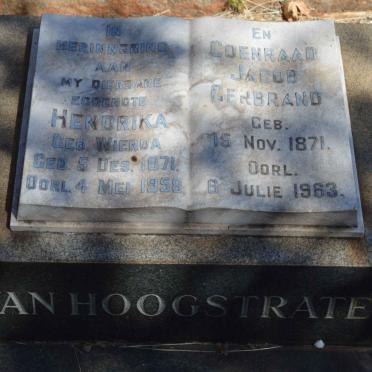 IN
HERINNERING
AAN
MY DIERBARE
EGGENOTE
HENDRIKA
GEB. WIERDA
GEB. 5 DES. 1871.
OORL. 4 MEI 1958
EN
COENRAAD
JACOB
GERBRAND
GEB.
15 NOV. 1871.
OORL.
6 JULIE 1963.
AN HOOGSTRATE